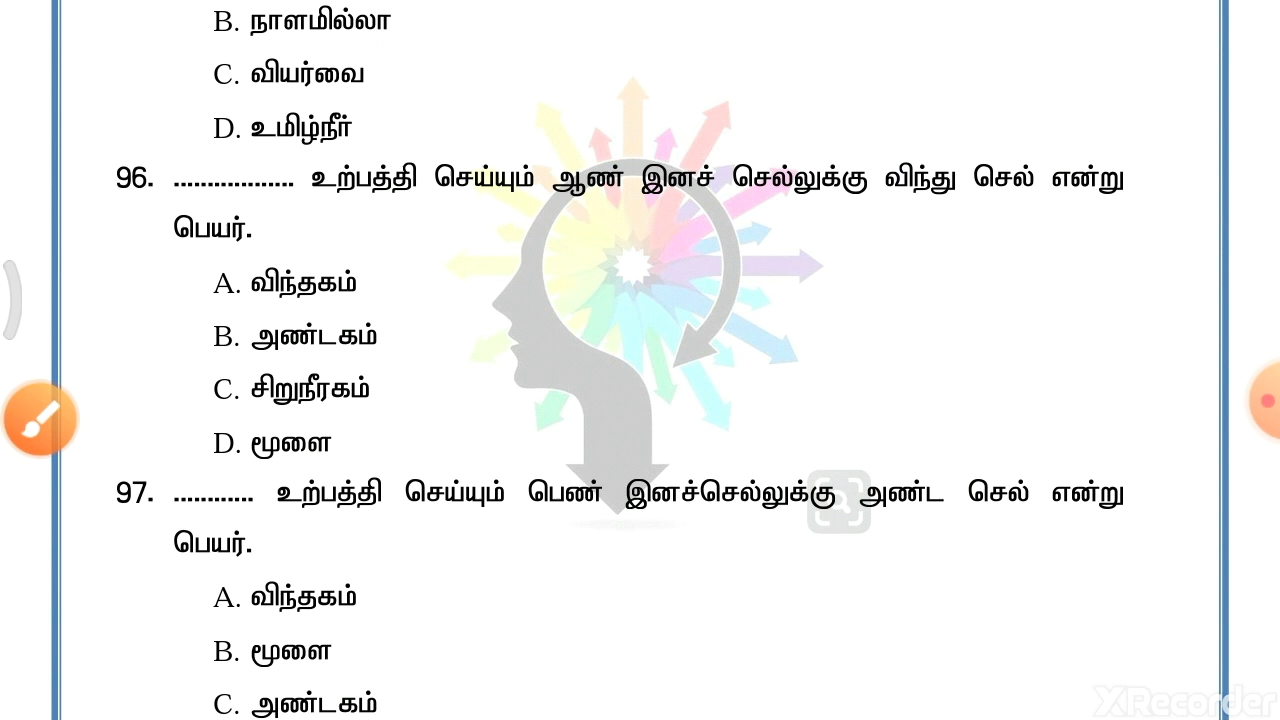 B. நாளமில்லா
C. வியர்வை
D. உமிழ்நீர்
96. .................. உற்பத்தி செய்யும் ஆண் இனச் செல்லுக்கு விந்து செல் என்று
பெயர்.
A. விந்தகம்
B. அண்டகம்
C. சிறுநீரகம்
D. மூளை
97. ............ உற்பத்தி செய்யும் பெண் இனச்செல்லுக்கு அண்ட செல் என்று
பெயர்.
A. விந்தகம்
B. மூளை
C. அண்டகம்
XRecorder